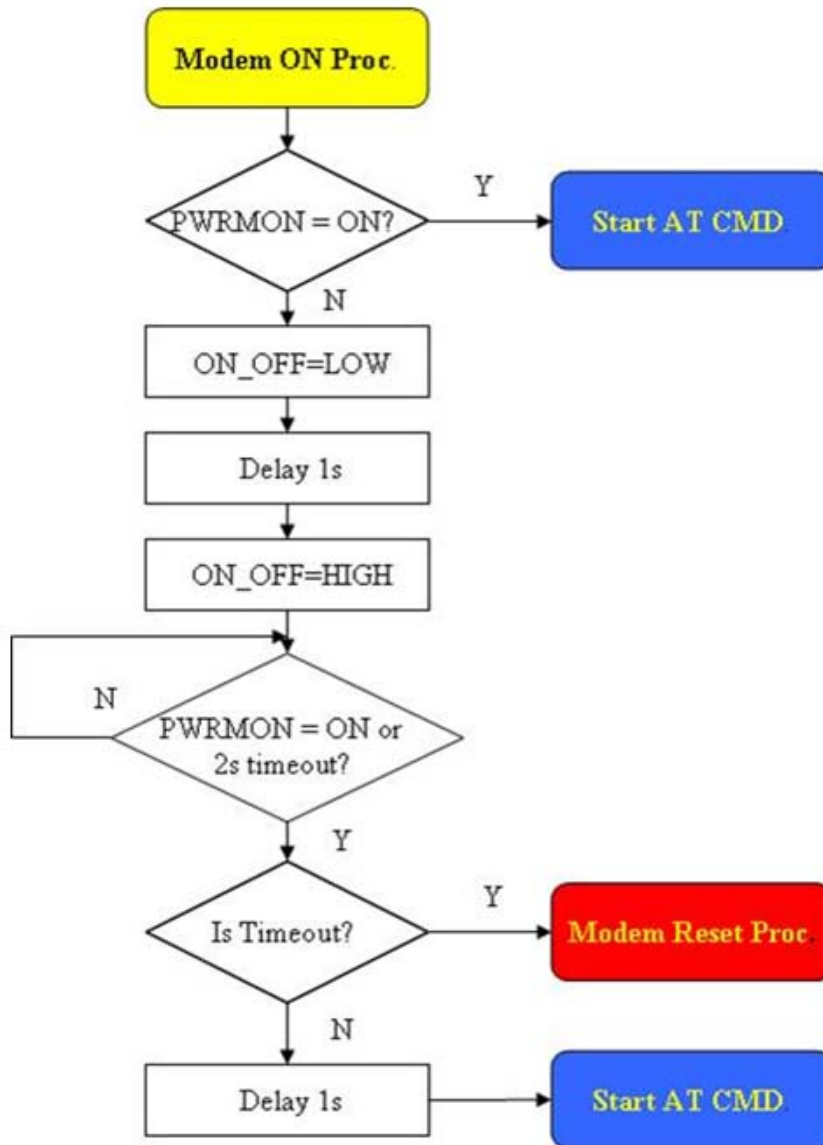 Modem ON Proc.
PWRMON = ON?
Y
Start AT CMD.
N
ON_OFF=LOW
Delay 1s
ON_OFF=HIGH
N
PWRMON = ON or
2s timeout?
Y
Is Timeout?
Y
Modem Reset Proc.
N
Delay 1s
Start AT CMD.